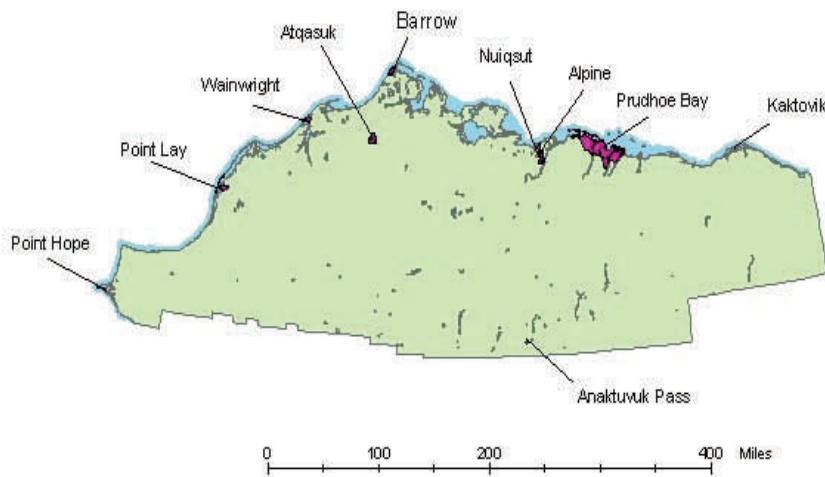 Barrow
Atqasuk
Nuiqsut
Alpine
Wainwright
Prudhoe Bay
Kaktovik
Point Lay
Point Hope
Anaktuvuk Pass
0 100 200 400 Miles